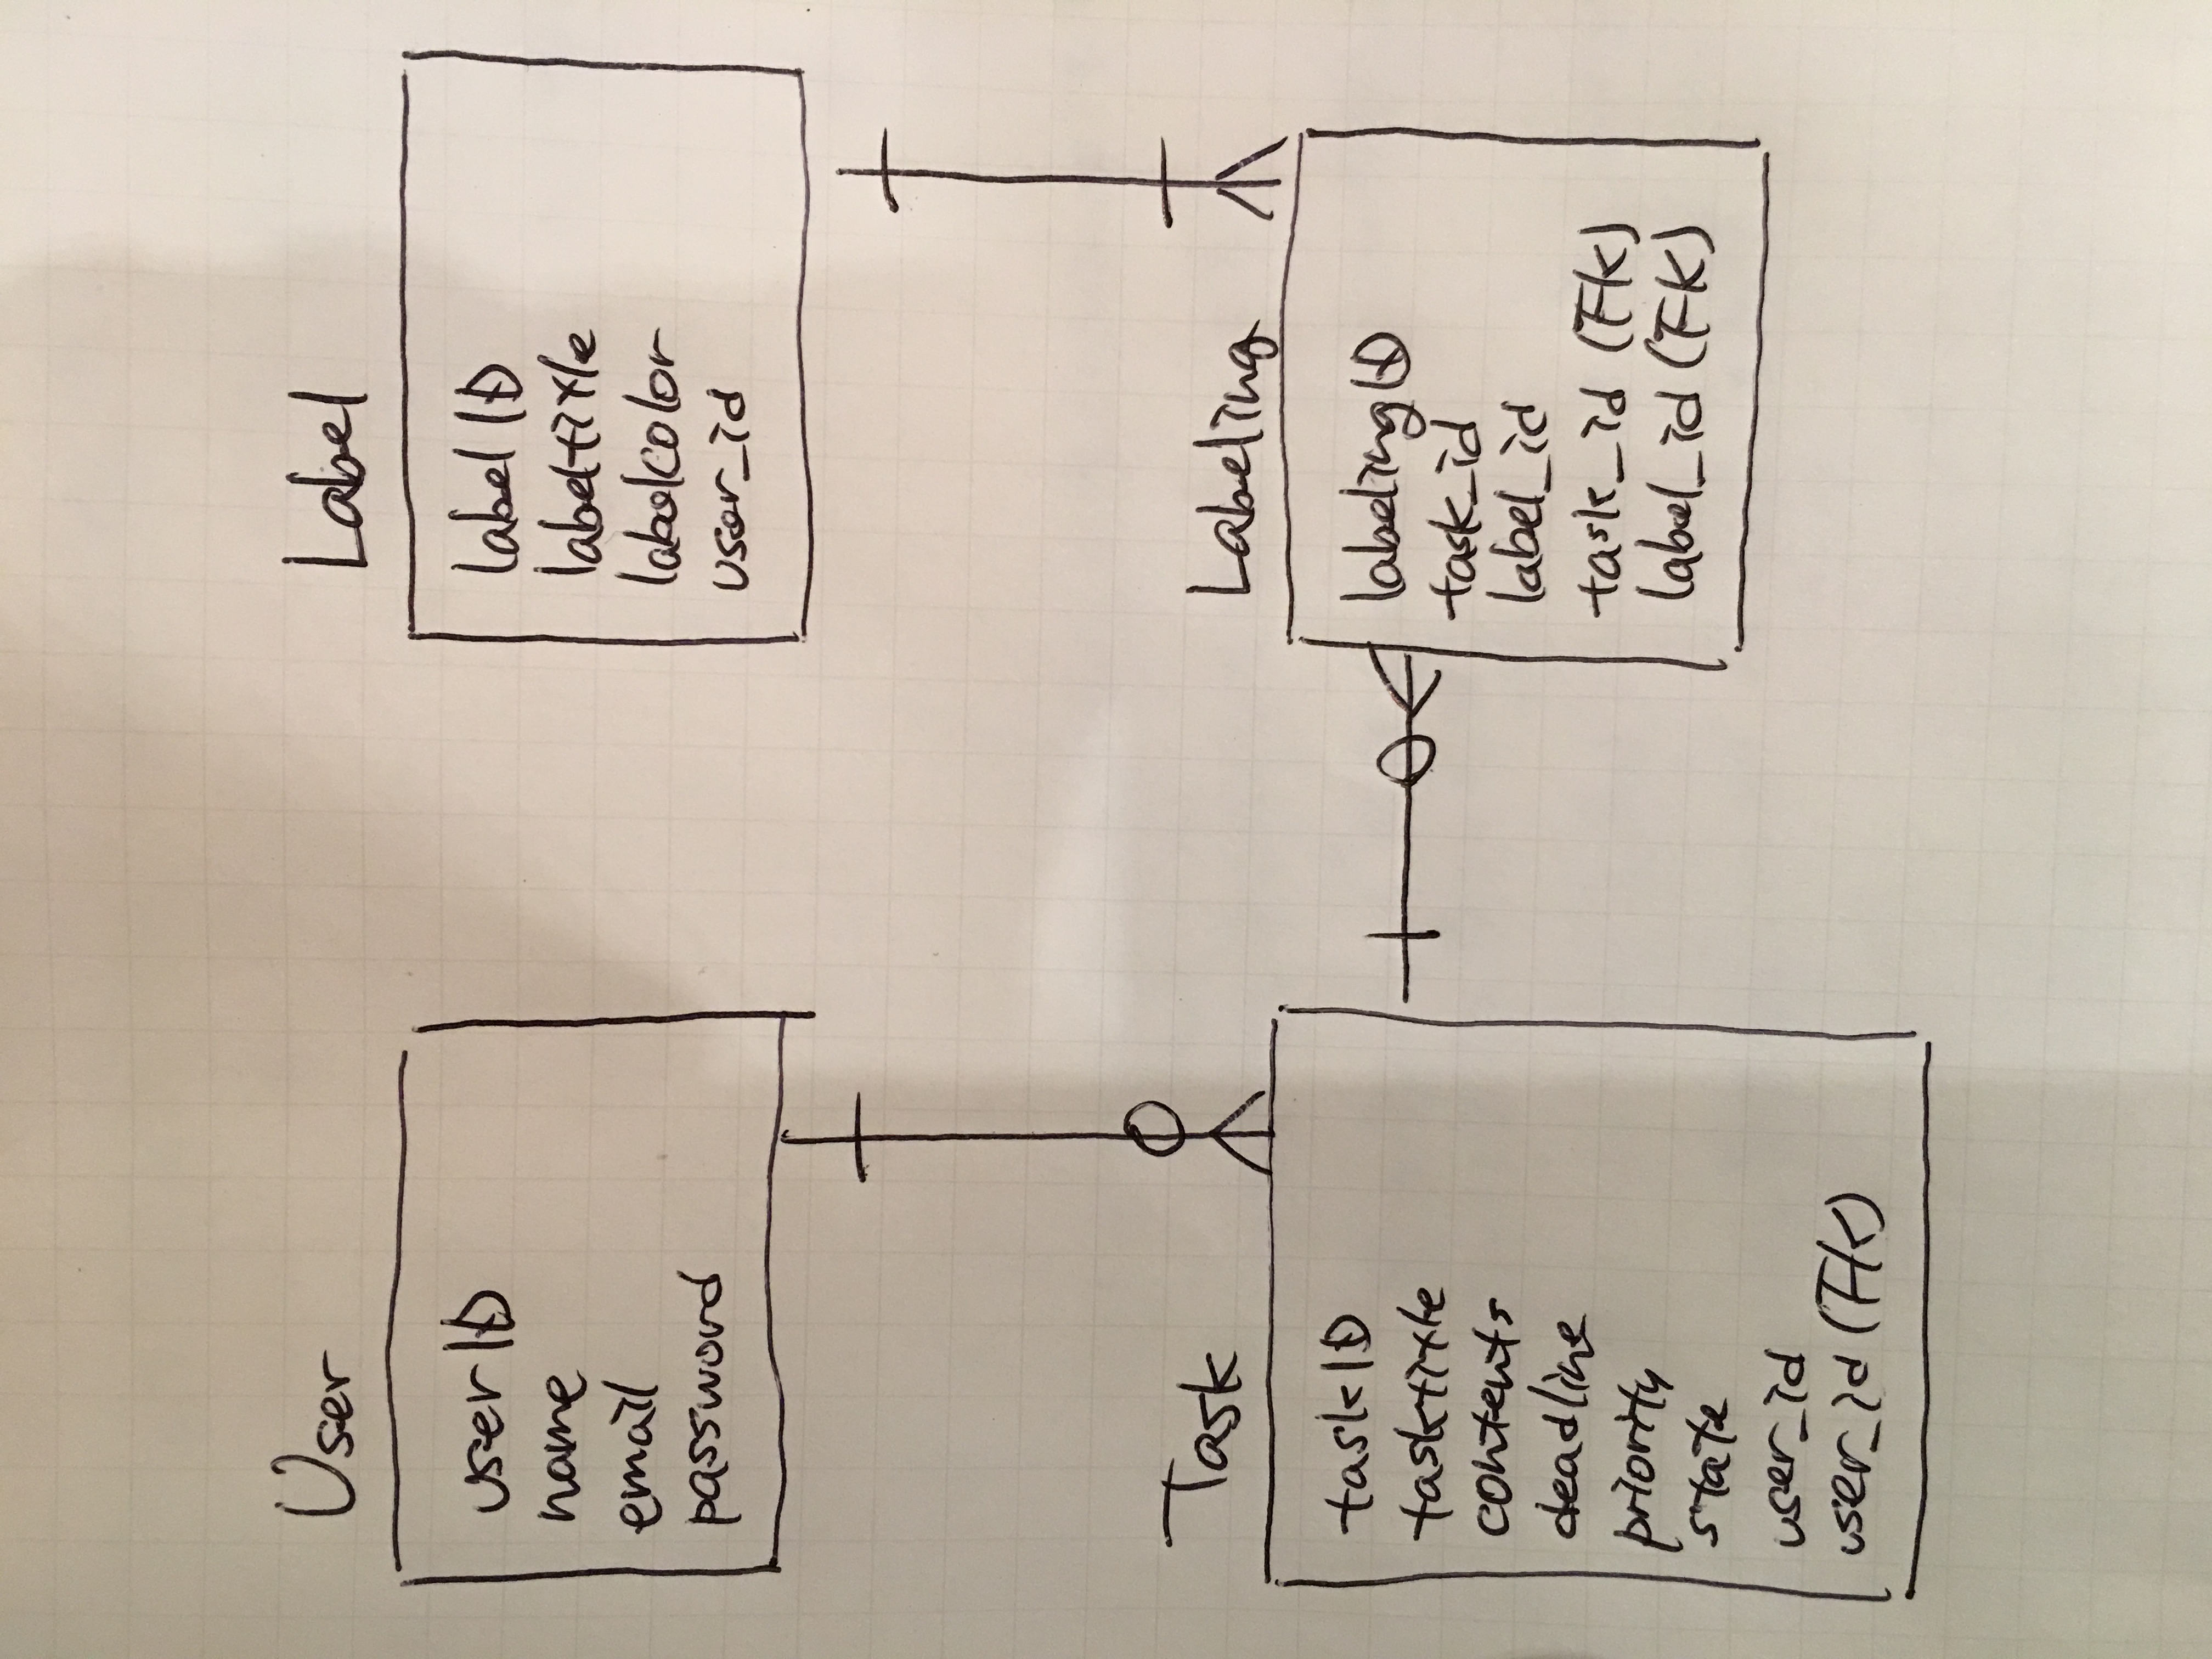 User
userID
name
email
password
Label
labelID
labeltitle
labelcolor
user_id
Task
taskID
tasktitle
contents
deadline
priority
state
user_id
user_id (FK)
Labeling
labelingID
task_id
label_id
task_id (FK)
label_id (FK)